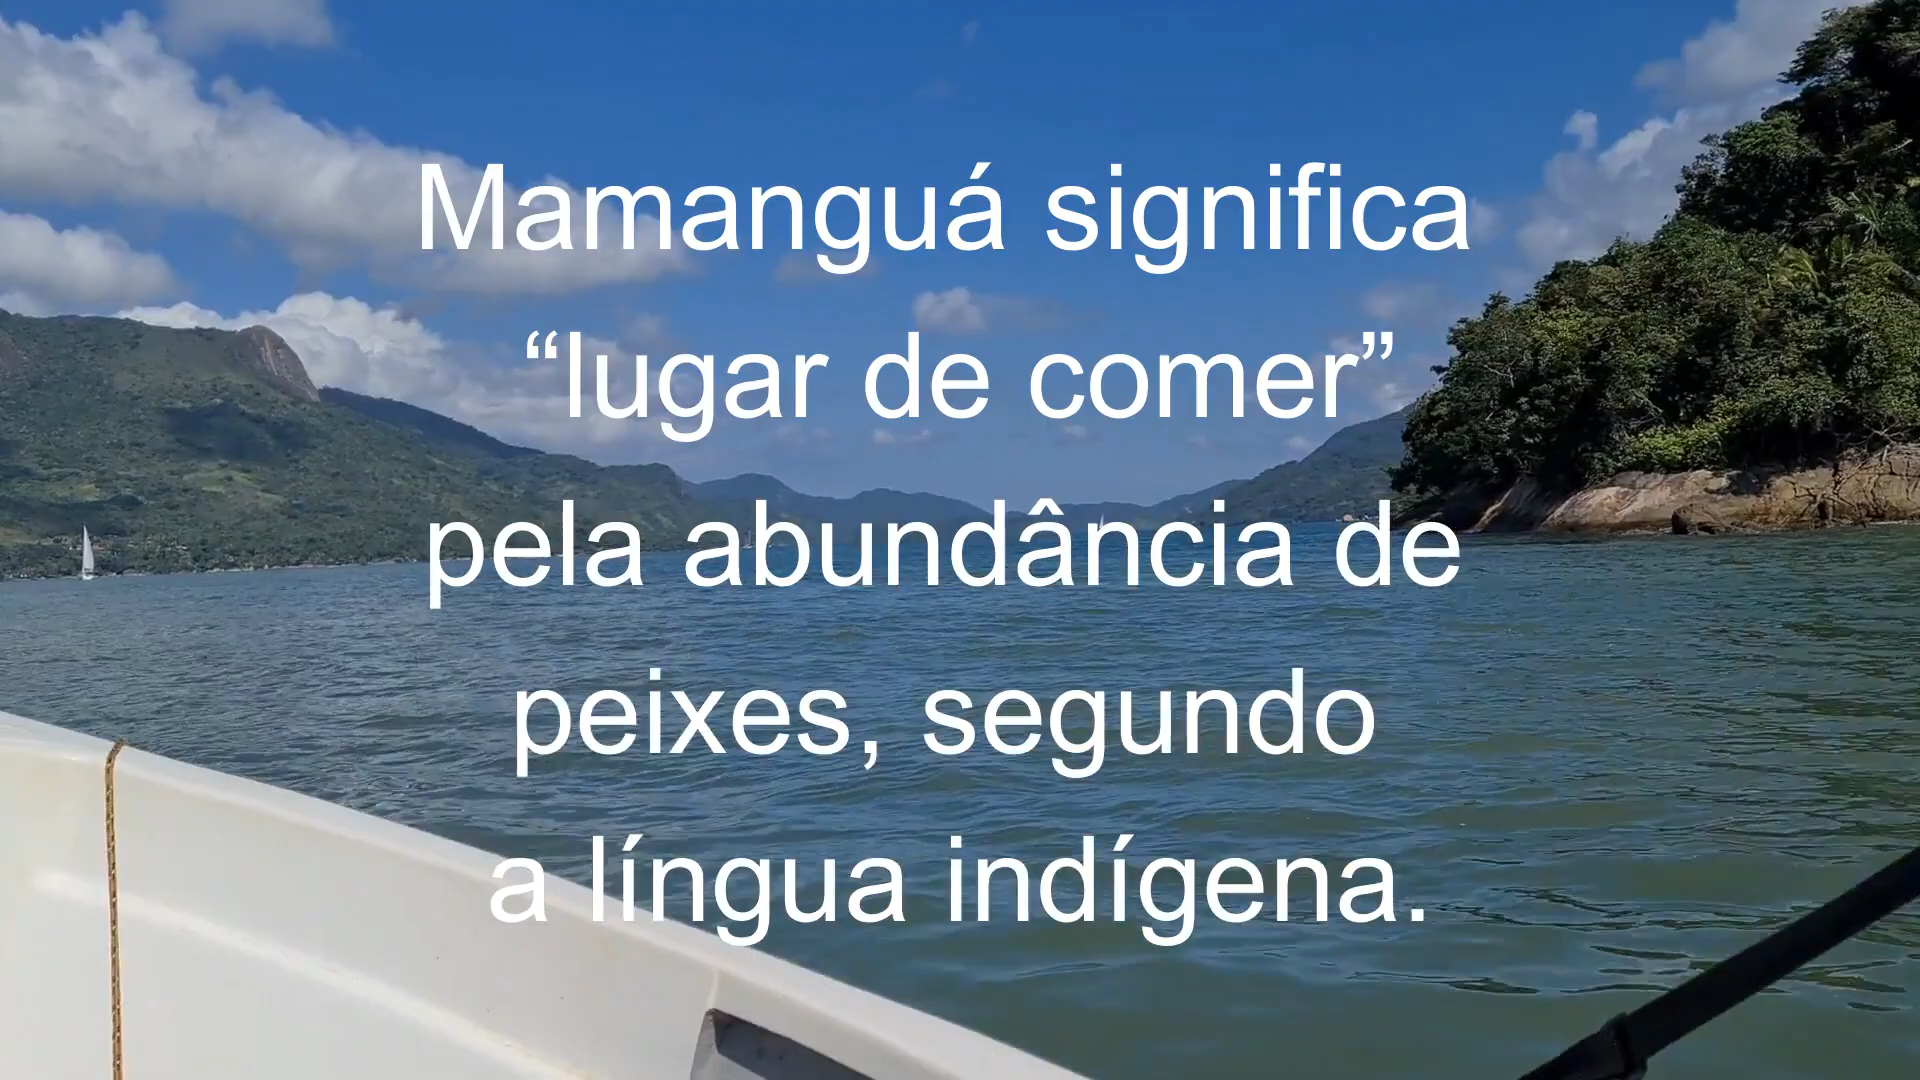 Mamanguá significa
“lugar de comer”
pela abundância de
peixes, segundo
a língua indígena.